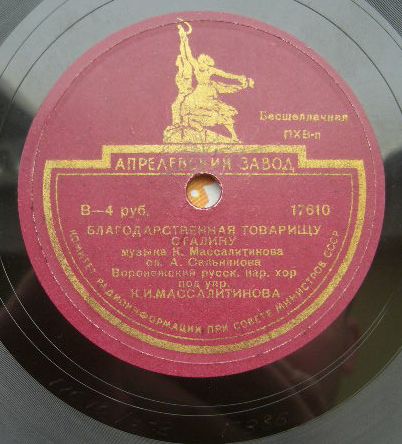 Бесшеллачная
ПХВ-п
АПРЕЛЕВСКИЙ ЗАВОД
В—4 руб.
17610
БЛАГОДАРСТВЕННАЯ ТОВАРИЩУ
СТАЛИНУ
музыка К. Массалитинова
сл. А. Сальникова
Воронежский русск. нар. хор
под упр.
К.И.МАССАЛИТИНОВА
КОМИТЕТ РАДИОИНФОРМАЦИИ ПРИ СОВЕТЕ МИНИСТРОВ СССР